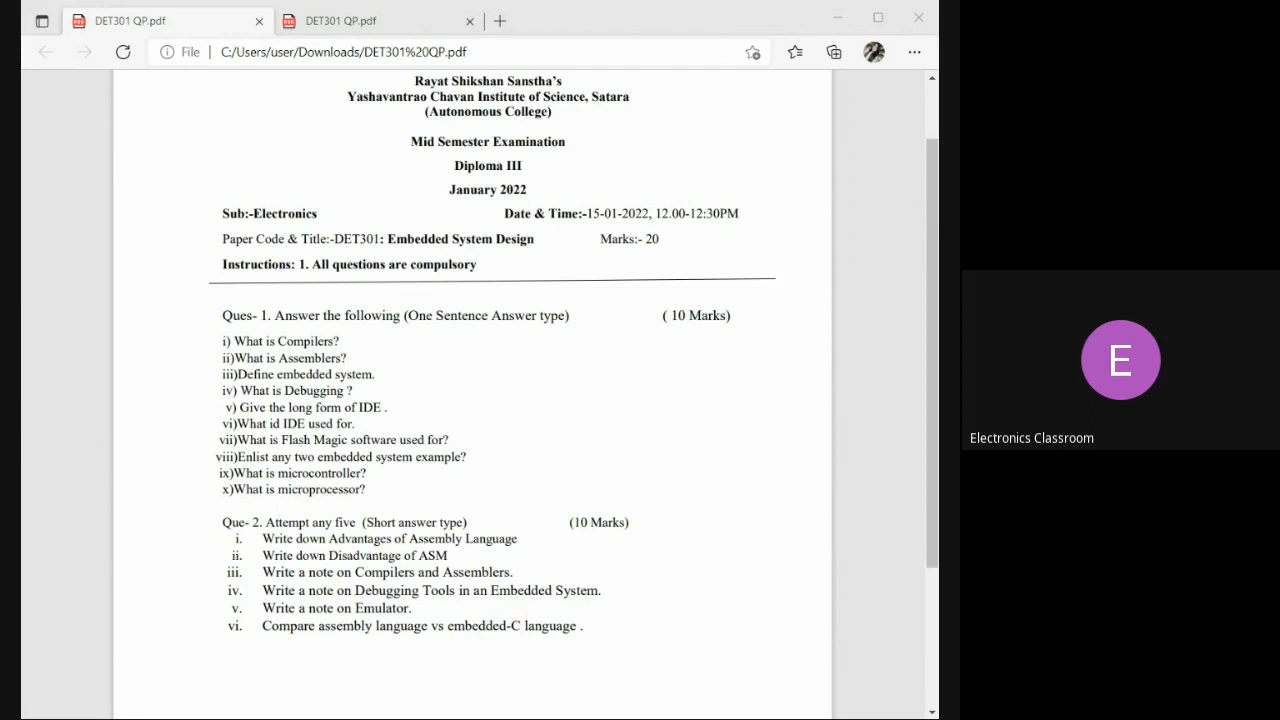 DET301 QP.pdf
DET301 QP.pdf
File
C:/Users/user/Downloads/DET301%20QP.pdf
Rayat Shikshan Sanstha's
Yashavantrao Chavan Institute of Science, Satara
(Autonomous College)
Mid Semester Examination
Diploma III
January 2022
Sub:-Electronics Date & Time:-15-01-2022, 12.00-12:30PM
Paper Code & Title:-DET301: Embedded System Design Marks:- 20
Instructions: 1. All questions are compulsory
Ques- 1. Answer the following (One Sentence Answer type) ( 10 Marks)
i) What is Compilers?
ii)What is Assemblers?
iii)Define embedded system.
iv) What is Debugging ?
v) Give the long form of IDE .
vi)What id IDE used for.
vii)What is Flash Magic software used for?
viii)Enlist any two embedded system example?
ix)What is microcontroller?
x)What is microprocessor?
Que- 2. Attempt any five (Short answer type) (10 Marks)
i. Write down Advantages of Assembly Language
ii. Write down Disadvantage of ASM
iii. Write a note on Compilers and Assemblers.
iv. Write a note on Debugging Tools in an Embedded System.
v. Write a note on Emulator.
vi. Compare assembly language vs embedded-C language .
E
Electronics Classroom